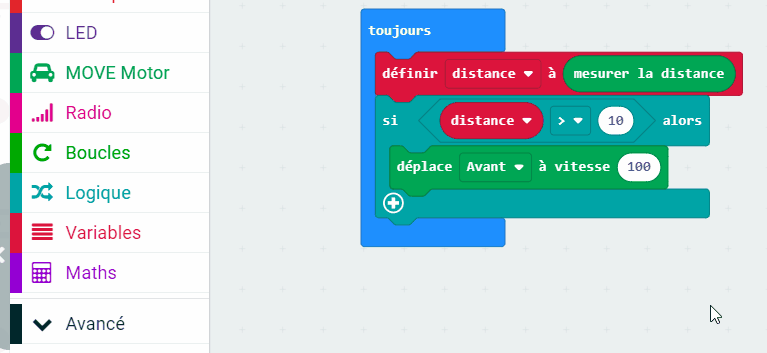 LED
MOVE Motor
Radio
Boucles
Logique
Variables
Maths
Avancé
toujours
définir distance à mesurer la distance
si distance > 10 alors
déplace Avant à vitesse 100